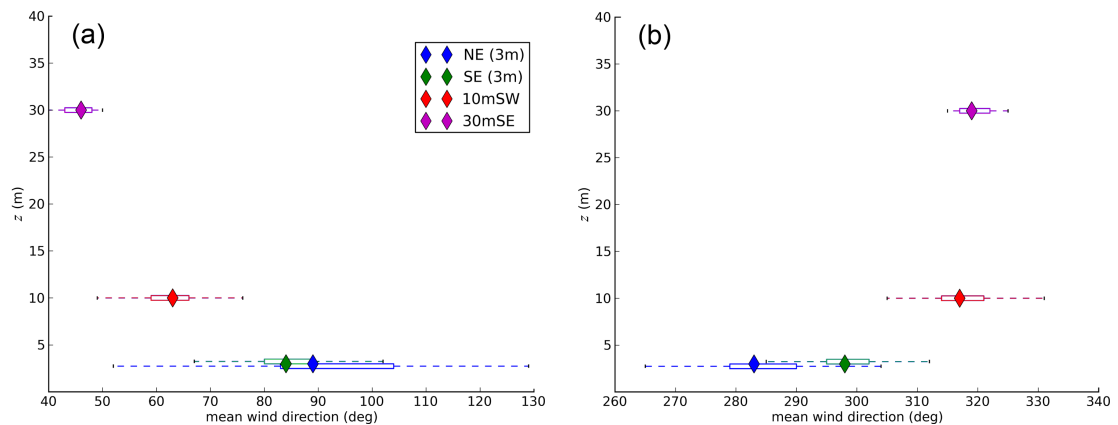 (a)
40
35
30
25
20
15
10
5
z (m)
40 50 60 70 80 90 100 110 120 130
mean wind direction (deg)
NE (3m)
SE (3m)
10mSW
30mSE
(b)
40
35
30
25
20
15
10
5
z (m)
260 270 280 290 300 310 320 330 340
mean wind direction (deg)